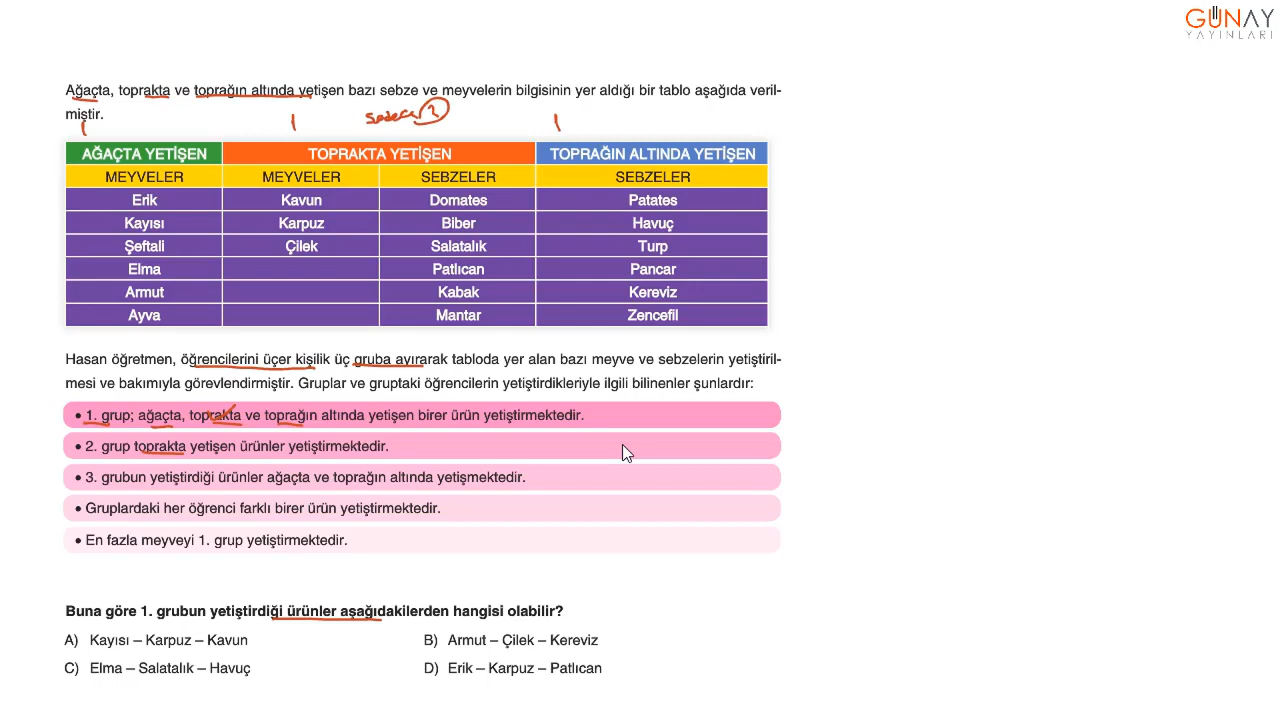 GÜNAY
YAYINLARI
Ağaçta, toprakta ve toprağın altında yetişen bazı sebze ve meyvelerin bilgisinin yer aldığı bir tablo aşağıda veril-
miştir.
1 1 sadece 2 1
AĞAÇTA YETİŞEN TOPRAKTA YETİŞEN TOPRAĞIN ALTINDA YETİŞEN
MEYVELER MEYVELER SEBZELER SEBZELER
Erik Kavun Domates Patates
Kayısı Karpuz Biber Havuç
Şeftali Çilek Salatalık Turp
Elma Patlıcan Pancar
Armut Kabak Kereviz
Ayva Mantar Zencefil
Hasan öğretmen, öğrencilerini üçer kişilik üç gruba ayırarak tabloda yer alan bazı meyve ve sebzelerin yetiştiril-
mesi ve bakımıyla görevlendirmiştir. Gruplar ve gruptaki öğrencilerin yetiştirdikleriyle ilgili bilinenler şunlardır:
• 1. grup; ağaçta, toprakta ve toprağın altında yetişen birer ürün yetiştirmektedir.
• 2. grup toprakta yetişen ürünler yetiştirmektedir.
• 3. grubun yetiştirdiği ürünler ağaçta ve toprağın altında yetişmektedir.
• Gruplardaki her öğrenci farklı birer ürün yetiştirmektedir.
• En fazla meyveyi 1. grup yetiştirmektedir.
Buna göre 1. grubun yetiştirdiği ürünler aşağıdakilerden hangisi olabilir?
A) Kayısı – Karpuz – Kavun B) Armut – Çilek – Kereviz
C) Elma – Salatalık – Havuç D) Erik – Karpuz – Patlıcan